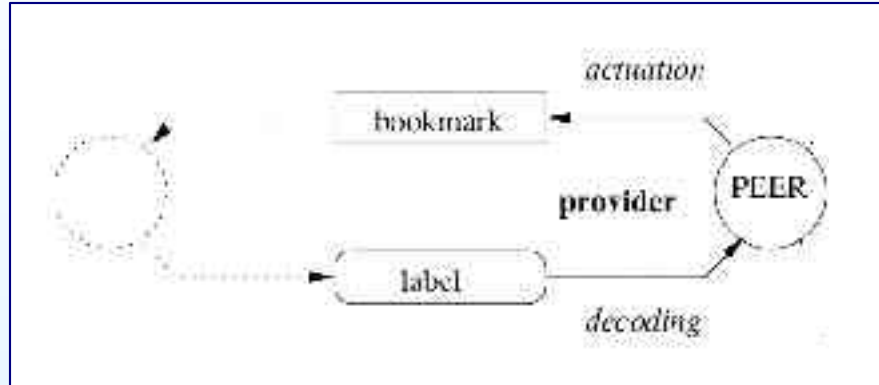 actuation
bookmark
PEER
provider
label
decoding